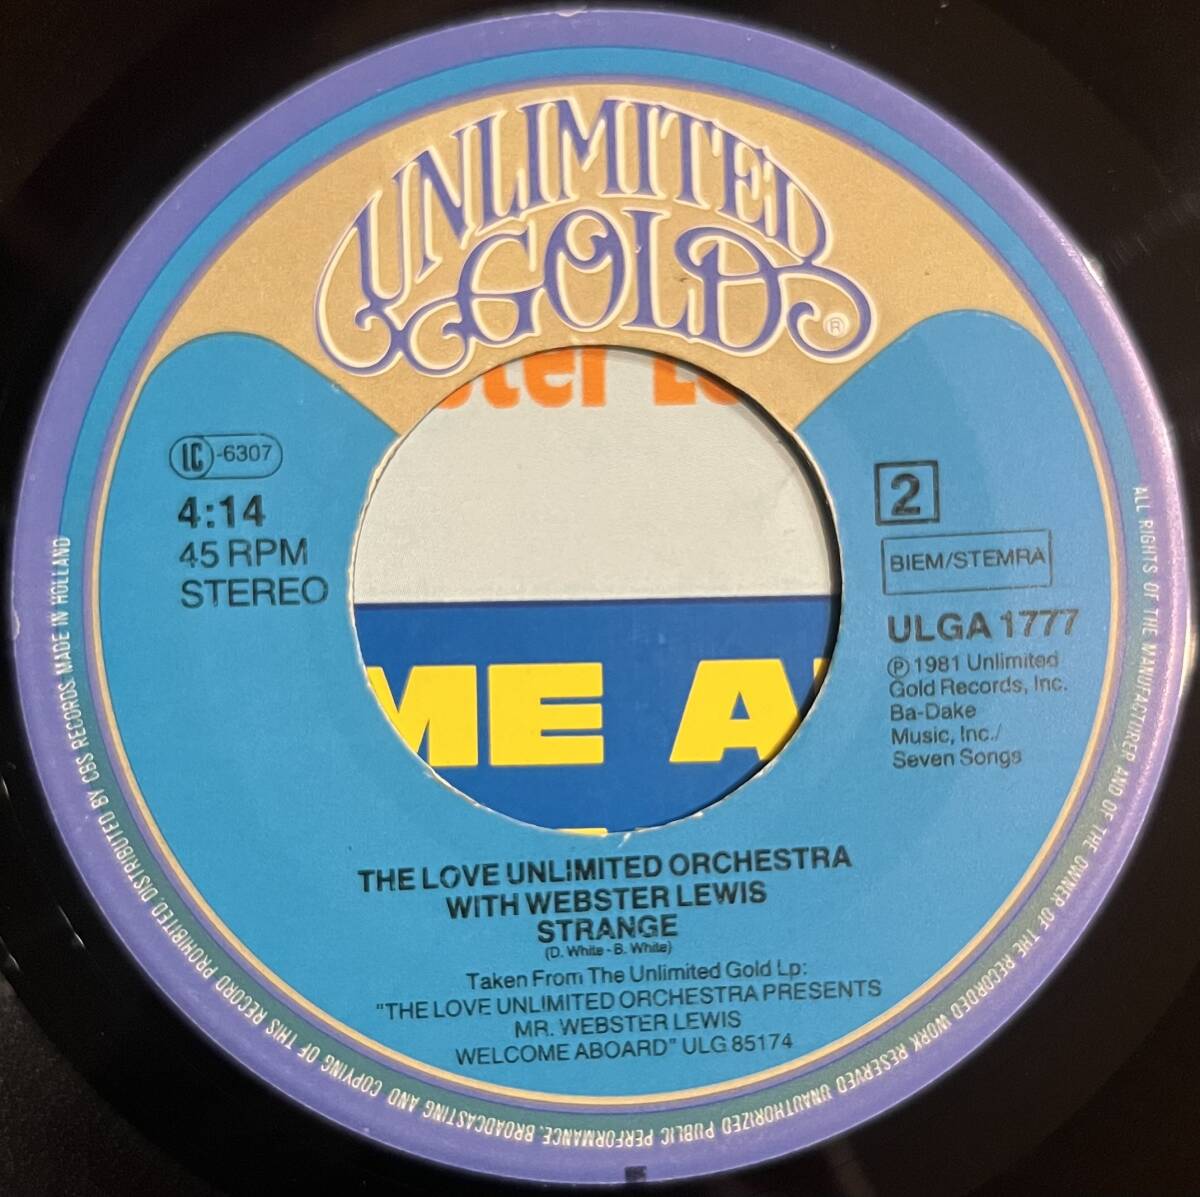 UNLIMITED
GOLD
®
ster Le
ME A
LC-6307
4:14
45 RPM
STEREO
2
BIEM/STEMRA
ULGA 1777
℗ 1981 Unlimited
Gold Records, Inc.
Ba-Dake
Music, Inc./
Seven Songs
THE LOVE UNLIMITED ORCHESTRA
WITH WEBSTER LEWIS
STRANGE
(D. White - B. White)
Taken From The Unlimited Gold Lp:
"THE LOVE UNLIMITED ORCHESTRA PRESENTS
MR. WEBSTER LEWIS
WELCOME ABOARD" ULG 85174
ALL RIGHTS OF THE MANUFACTURER AND OF THE OWNER OF THE RECORDED WORK RESERVED UNAUTHORIZED PUBLIC PERFORMANCE, BROADCASTING AND COPYING OF THIS RECORD PROHIBITED. DISTRIBUTED BY CBS RECORDS. MADE IN HOLLAND